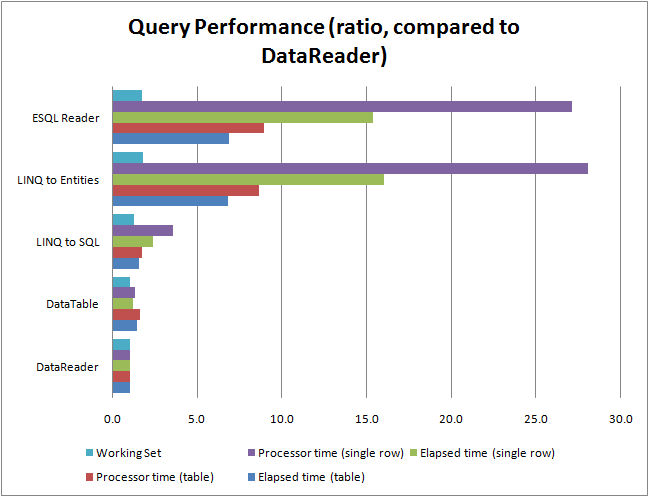 Query Performance (ratio, compared to
DataReader)
ESQL Reader
LINQ to Entities
LINQ to SQL
DataTable
DataReader
0.0 5.0 10.0 15.0 20.0 25.0 30.0
Working Set Processor time (single row) Elapsed time (single row)
Processor time (table) Elapsed time (table)